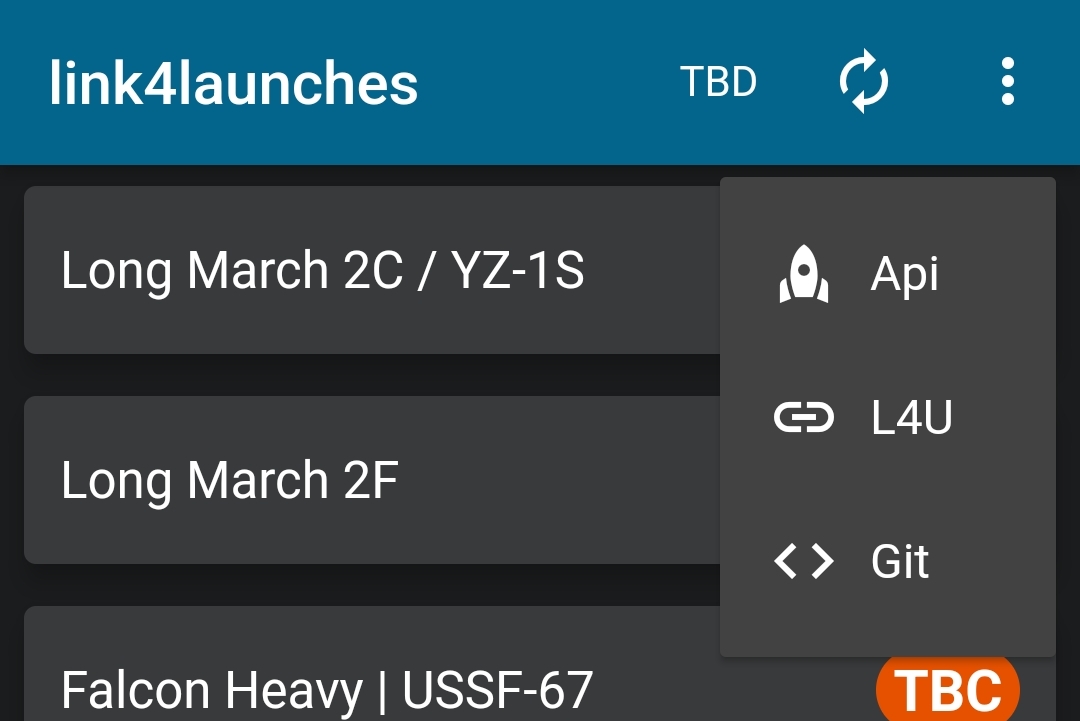 link4launches TBD
Long March 2C / YZ-1S
Api
L4U
Long March 2F
Git
Falcon Heavy | USSF-67 TBC